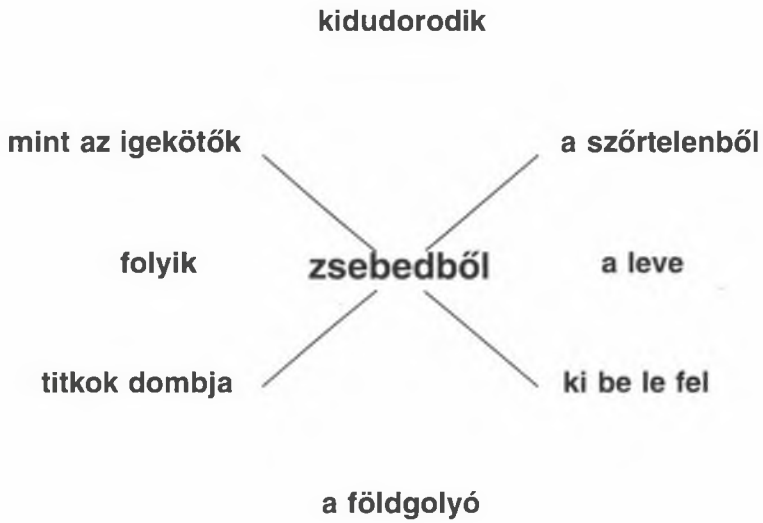 kidudorodik
mint az igekötők
a szőrtelenből
folyik
zsebedből
a leve
titkok dombja
ki be le fel
a földgolyó